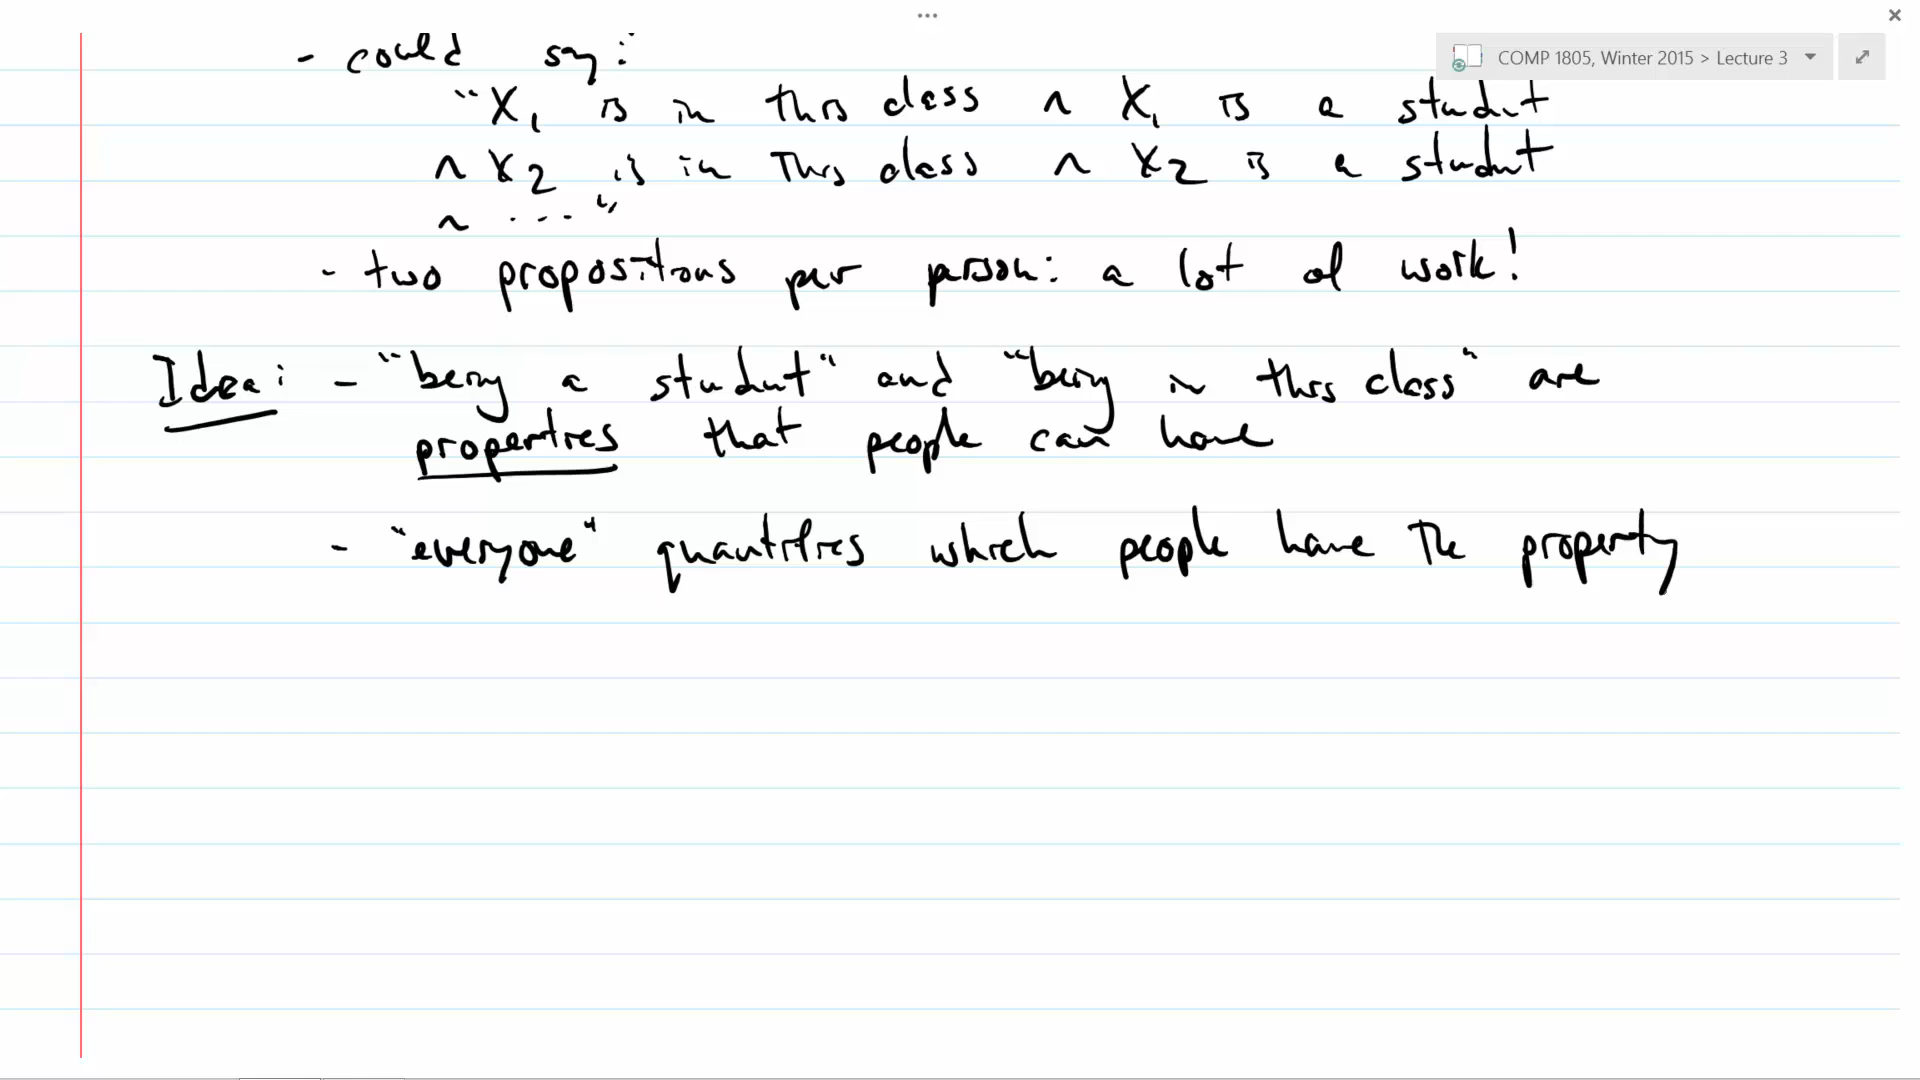 - could say:
COMP 1805, Winter 2015 > Lecture 3
"X₁ is in this class ∧ X₁ is a student
∧ X₂ is in this class ∧ X₂ is a student
∧ ..."
- two propositions per person: a lot of work!
Idea: - "being a student" and "being in this class" are
properties that people can have
- "everyone" quantifies which people have the property